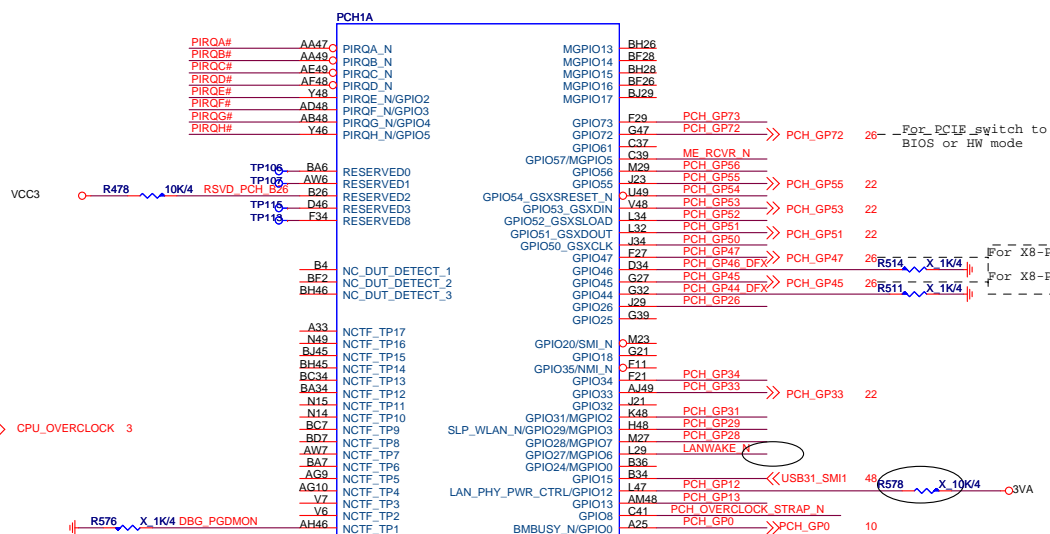 PCH1A
PIRQA# AA47 PIRQA_N MGPIO13 BH26
PIRQB# AA49 PIRQB_N MGPIO14 BF28
PIRQC# AE49 PIRQC_N MGPIO15 BH28
PIRQD# AF48 PIRQD_N MGPIO16 BF26
PIRQE# Y48 PIRQE_N/GPIO2 MGPIO17 BJ29
PIRQF# AD48 PIRQF_N/GPIO3
PIRQG# AB48 PIRQG_N/GPIO4 GPIO73 F29 PCH_GP73
PIRQH# Y46 PIRQH_N/GPIO5 GPIO72 G47 PCH_GP72 PCH_GP72 26 For PCIE switch to
BIOS or HW mode
GPIO61 C37
GPIO57/MGPIO5 C39 ME_RCVR_N
TP106 BA6 RESERVED0 GPIO56 M29 PCH_GP56
TP107 AW6 RESERVED1 GPIO55 J23 PCH_GP55 PCH_GP55 22
VCC3 R478 10K/4 RSVD_PCH_B26 B26 RESERVED2 GPIO54_GSXSRESET_N U49 PCH_GP54
TP115 D46 RESERVED3 GPIO53_GSXDIN V48 PCH_GP53 PCH_GP53 22
TP113 F34 RESERVED8 GPIO52_GSXSLOAD L34 PCH_GP52
GPIO51_GSXDOUT L32 PCH_GP51 PCH_GP51 22
GPIO50_GSXCLK J34 PCH_GP50
GPIO47 F27 PCH_GP47 PCH_GP47 26 For X8-P
B4 NC_DUT_DETECT_1 GPIO46 D34 PCH_GP46_DFX R514 X_1K/4
BF2 NC_DUT_DETECT_2 GPIO45 G27 PCH_GP45 PCH_GP45 26 For X8-P
BH46 NC_DUT_DETECT_3 GPIO44 G32 PCH_GP44_DFX R511 X_1K/4
GPIO26 J29 PCH_GP26
GPIO25 G39
A33 NCTF_TP17
N49 NCTF_TP16 GPIO20/SMI_N M23
BJ45 NCTF_TP15 GPIO18 G21
BH45 NCTF_TP14 GPIO35/NMI_N F11
BC34 NCTF_TP13 GPIO34 F21 PCH_GP34
BA34 NCTF_TP12 GPIO33 AJ49 PCH_GP33 PCH_GP33 22
N15 NCTF_TP11 GPIO32 J21
N14 NCTF_TP10 GPIO31/MGPIO2 K48 PCH_GP31
CPU_OVERCLOCK 3 BC7 NCTF_TP9 SLP_WLAN_N/GPIO29/MGPIO3 H48 PCH_GP29
BD7 NCTF_TP8 GPIO28/MGPIO7 M27 PCH_GP28
AW7 NCTF_TP7 GPIO27/MGPIO6 L29 LANWAKE_N
BA7 NCTF_TP6 GPIO24/MGPIO0 B36
AG9 NCTF_TP5 GPIO15 B34 USB31_SMI1 48
AG10 NCTF_TP4 LAN_PHY_PWR_CTRL/GPIO12 L47 PCH_GP12 R578 X_10K/4 3VA
V7 NCTF_TP3 GPIO13 AM48 PCH_GP13
V6 NCTF_TP2 GPIO8 C41 PCH_OVERCLOCK_STRAP_N
R576 X_1K/4 DBG_PGDMON AH46 NCTF_TP1 BMBUSY_N/GPIO0 A25 PCH_GP0 PCH_GP0 10